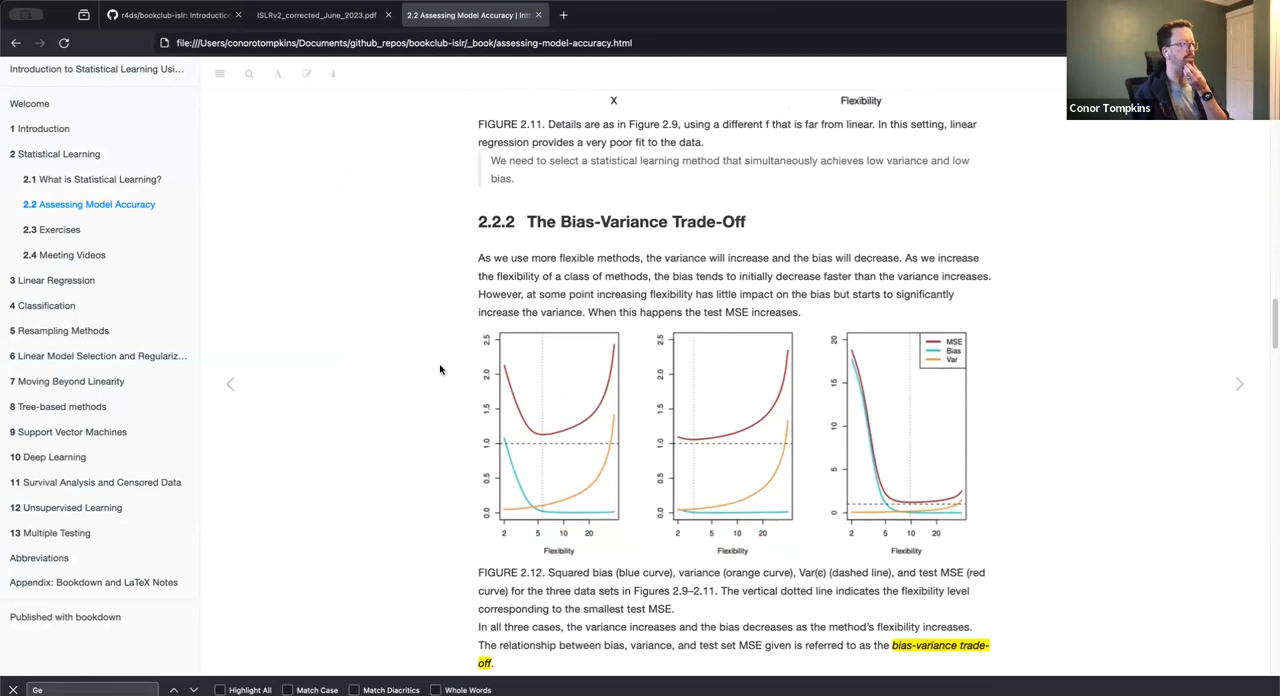 r4ds/bookclub-islr: Introduction
ISLRv2_corrected_June_2023.pdf
2.2 Assessing Model Accuracy | Int
file:///Users/conorotompkins/Documents/github_repos/bookclub-islr/_book/assessing-model-accuracy.html
Conor Tompkins
Introduction to Statistical Learning Usi...
Welcome
1 Introduction
2 Statistical Learning
2.1 What is Statistical Learning?
2.2 Assessing Model Accuracy
2.3 Exercises
2.4 Meeting Videos
3 Linear Regression
4 Classification
5 Resampling Methods
6 Linear Model Selection and Regulariz...
7 Moving Beyond Linearity
8 Tree-based methods
9 Support Vector Machines
10 Deep Learning
11 Survival Analysis and Censored Data
12 Unsupervised Learning
13 Multiple Testing
Abbreviations
Appendix: Bookdown and LaTeX Notes
Published with bookdown
X
Flexibility
FIGURE 2.11. Details are as in Figure 2.9, using a different f that is far from linear. In this setting, linear
regression provides a very poor fit to the data.
We need to select a statistical learning method that simultaneously achieves low variance and low
bias.
2.2.2 The Bias-Variance Trade-Off
As we use more flexible methods, the variance will increase and the bias will decrease. As we increase
the flexibility of a class of methods, the bias tends to initially decrease faster than the variance increases.
However, at some point increasing flexibility has little impact on the bias but starts to significantly
increase the variance. When this happens the test MSE increases.
2.5
2.0
1.5
1.0
0.5
0.0
2 5 10 20
Flexibility
2.5
2.0
1.5
1.0
0.5
0.0
2 5 10 20
Flexibility
20
15
10
5
0
2 5 10 20
Flexibility
MSE
Bias
Var
FIGURE 2.12. Squared bias (blue curve), variance (orange curve), Var(ϵ) (dashed line), and test MSE (red
curve) for the three data sets in Figures 2.9–2.11. The vertical dotted line indicates the flexibility level
corresponding to the smallest test MSE.
In all three cases, the variance increases and the bias decreases as the method's flexibility increases.
The relationship between bias, variance, and test set MSE given is referred to as the bias-variance trade-
off.
Ge
Highlight All
Match Case
Match Diacritics
Whole Words